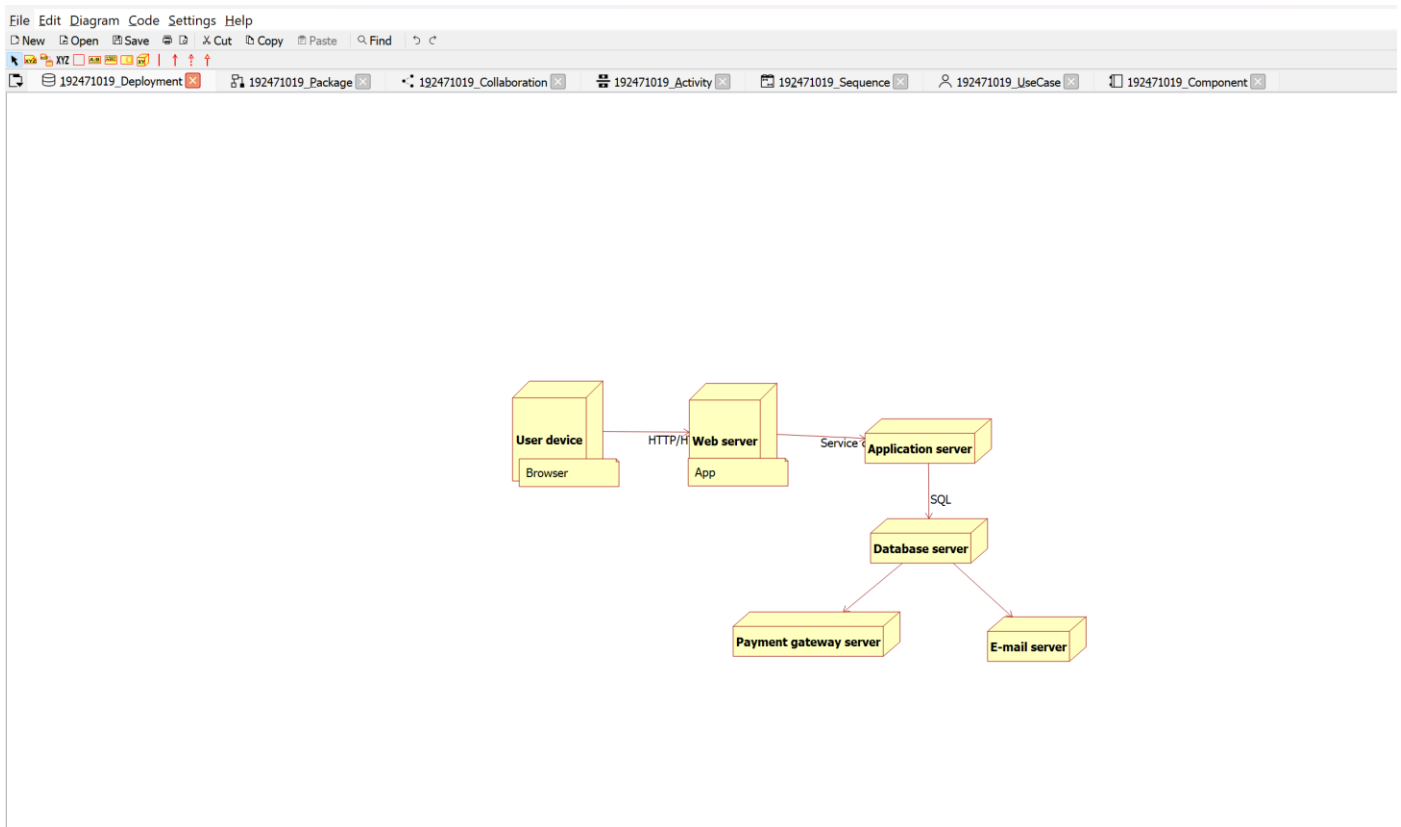 File Edit Diagram Code Settings Help
New Open Save Cut Copy Paste Find
XYZ
192471019_Deployment 192471019_Package 192471019_Collaboration 192471019_Activity 192471019_Sequence 192471019_UseCase 192471019_Component
User device HTTP/H Web server Service Application server
Browser App
SQL
Database server
Payment gateway server E-mail server